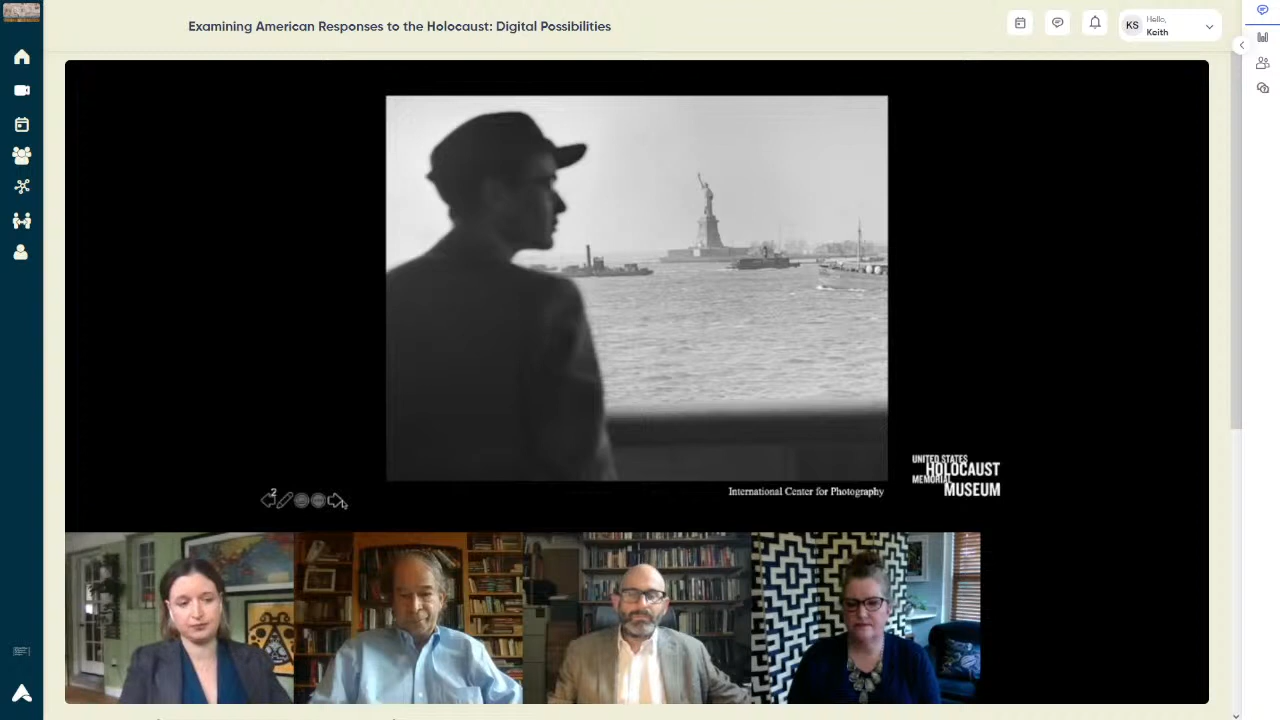 Examining American Responses to the Holocaust: Digital Possibilities
KS
Hello,
Keith
2
International Center for Photography
UNITED STATES
HOLOCAUST
MEMORIAL
MUSEUM